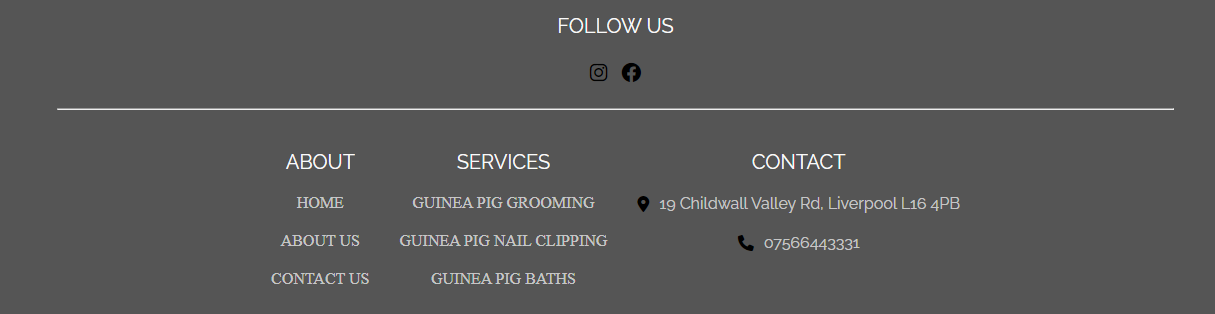 FOLLOW US
ABOUT
HOME
ABOUT US
CONTACT US
SERVICES
GUINEA PIG GROOMING
GUINEA PIG NAIL CLIPPING
GUINEA PIG BATHS
CONTACT
19 Childwall Valley Rd, Liverpool L16 4PB
07566443331